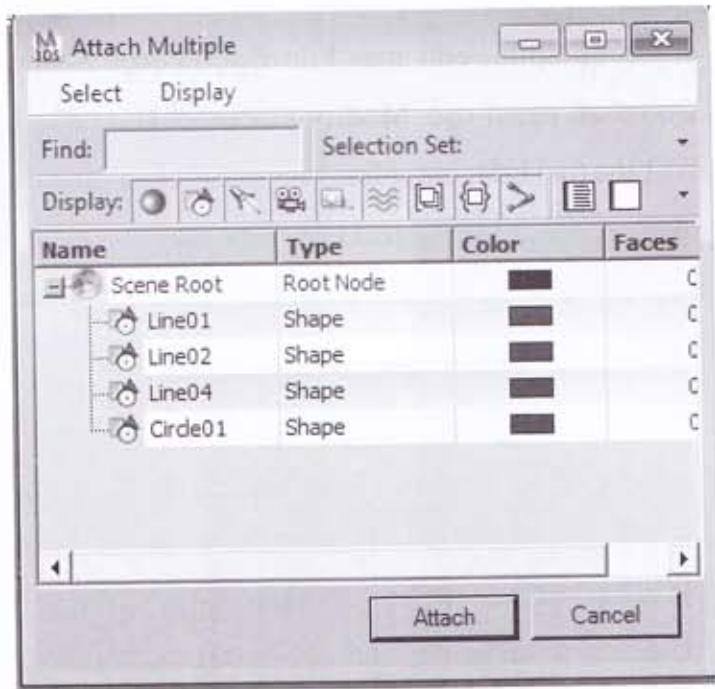 Attach Multiple
Select Display
Find: Selection Set:
Display:
Name Type Color Faces
Scene Root Root Node
Line01 Shape
Line02 Shape
Line04 Shape
Circle01 Shape
Attach Cancel